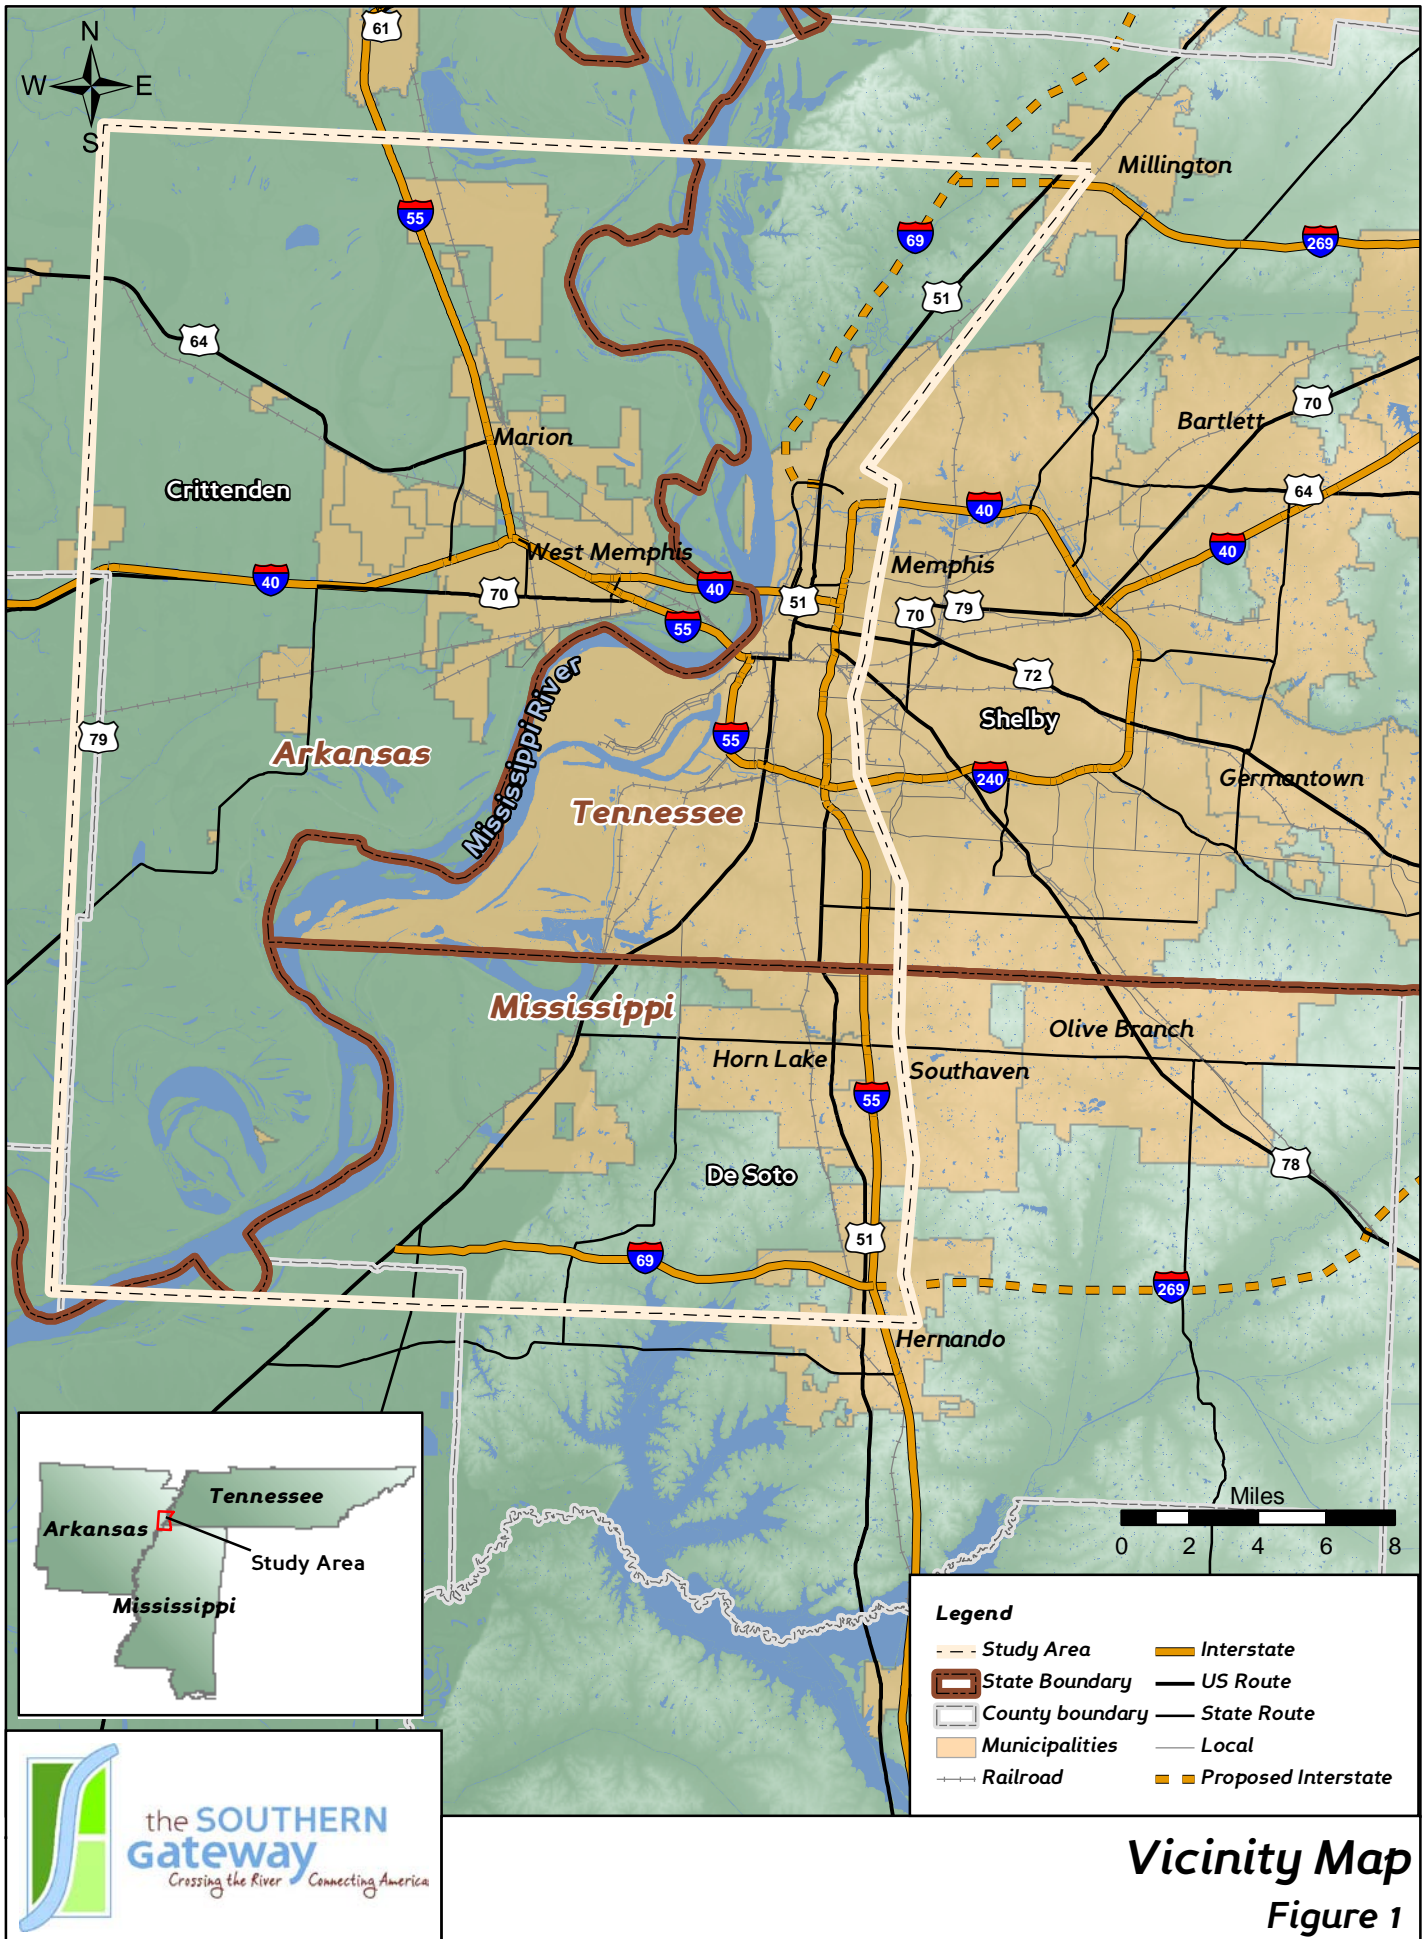 61
N
W
E
S
Millington
55
69
269
51
64
70
Bartlett
Marion
Crittenden
64
40
40
West Memphis
Memphis
40
70
40
51
70
79
55
72
Mississippi River
Shelby
79
55
Arkansas
240
Germantown
Tennessee
Mississippi
Olive Branch
Horn Lake
Southaven
55
De Soto
78
51
69
269
Hernando
Tennessee
Arkansas
Study Area
Mississippi
Miles
0 2 4 6 8
Legend
Study Area
Interstate
State Boundary
US Route
County boundary
State Route
Municipalities
Local
Railroad
Proposed Interstate
the SOUTHERN
Gateway
Crossing the River Connecting America
Vicinity Map
Figure 1